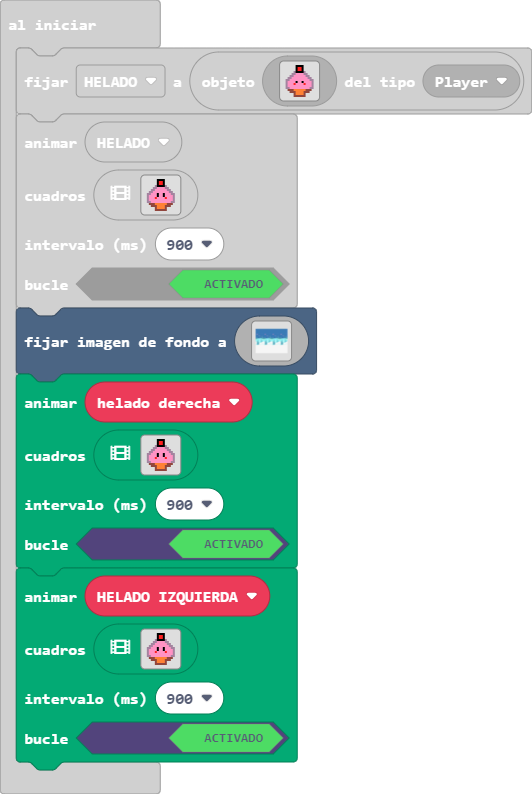 al iniciar
fijar HELADO a objeto del tipo Player
animar HELADO
cuadros
intervalo (ms) 900
bucle ACTIVADO
fijar imagen de fondo a
animar helado derecha
cuadros
intervalo (ms) 900
bucle ACTIVADO
animar HELADO IZQUIERDA
cuadros
intervalo (ms) 900
bucle ACTIVADO